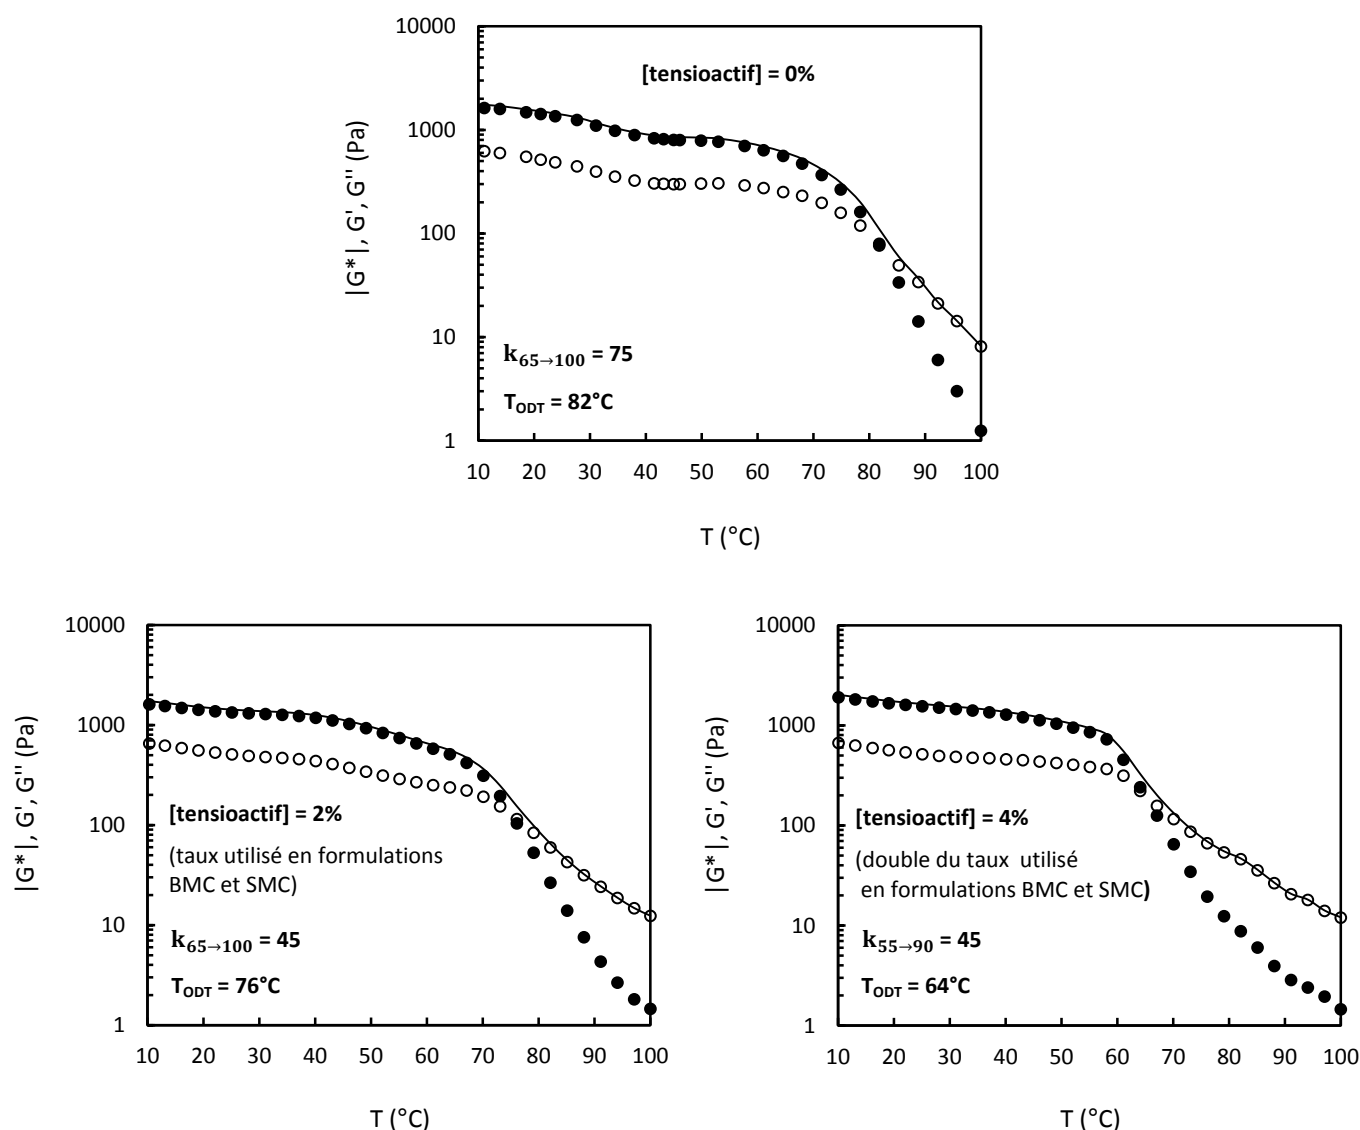 10000
[tensioactif] = 0%
1000
100
10
1
|G*|, G', G'' (Pa)
k65→100 = 75
TODT = 82°C
10 20 30 40 50 60 70 80 90 100
T (°C)
10000
1000
100
10
1
|G*|, G', G'' (Pa)
[tensioactif] = 2%
(taux utilisé en formulations
BMC et SMC)
k65→100 = 45
TODT = 76°C
10 20 30 40 50 60 70 80 90 100
T (°C)
10000
1000
100
10
1
|G*|, G', G'' (Pa)
[tensioactif] = 4%
(double du taux utilisé
en formulations BMC et SMC)
k55→90 = 45
TODT = 64°C
10 20 30 40 50 60 70 80 90 100
T (°C)